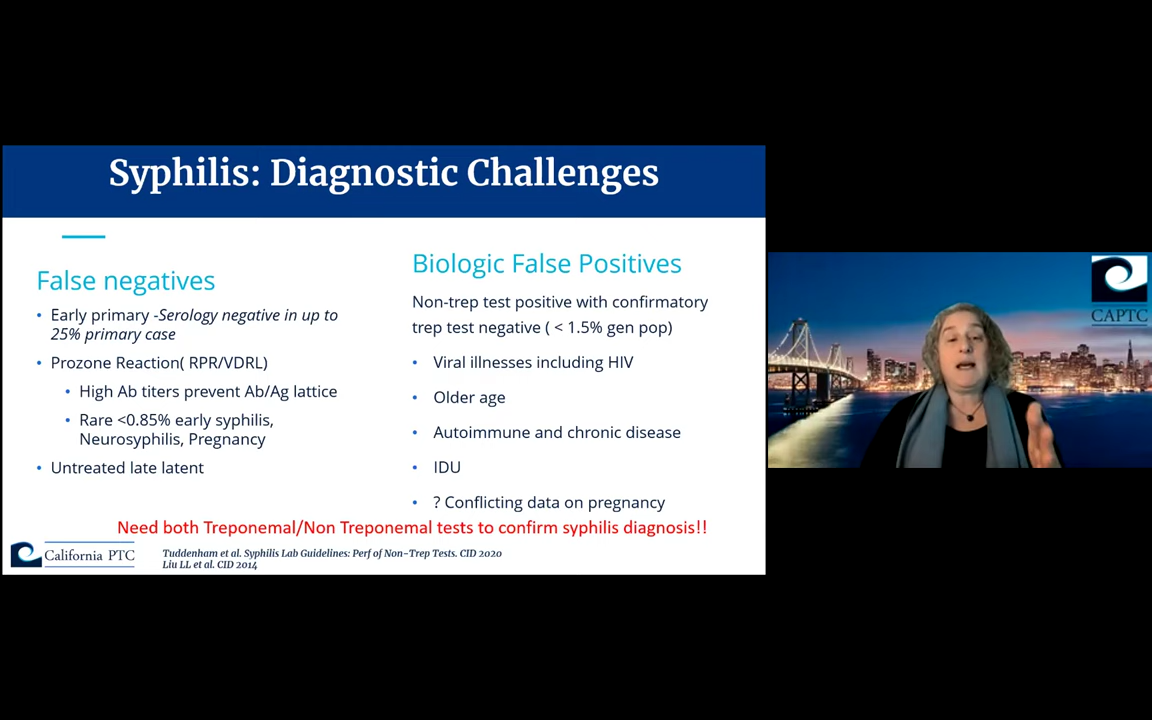 Syphilis: Diagnostic Challenges
False negatives
• Early primary -Serology negative in up to
25% primary case
• Prozone Reaction( RPR/VDRL)
• High Ab titers prevent Ab/Ag lattice
• Rare <0.85% early syphilis,
Neurosyphilis, Pregnancy
• Untreated late latent
Biologic False Positives
Non-trep test positive with confirmatory
trep test negative ( < 1.5% gen pop)
• Viral illnesses including HIV
• Older age
• Autoimmune and chronic disease
• IDU
• ? Conflicting data on pregnancy
Need both Treponemal/Non Treponemal tests to confirm syphilis diagnosis!!
California PTC
Tuddenham et al. Syphilis Lab Guidelines: Perf of Non-Trep Tests. CID 2020
Liu LL et al. CID 2014
CAPTC